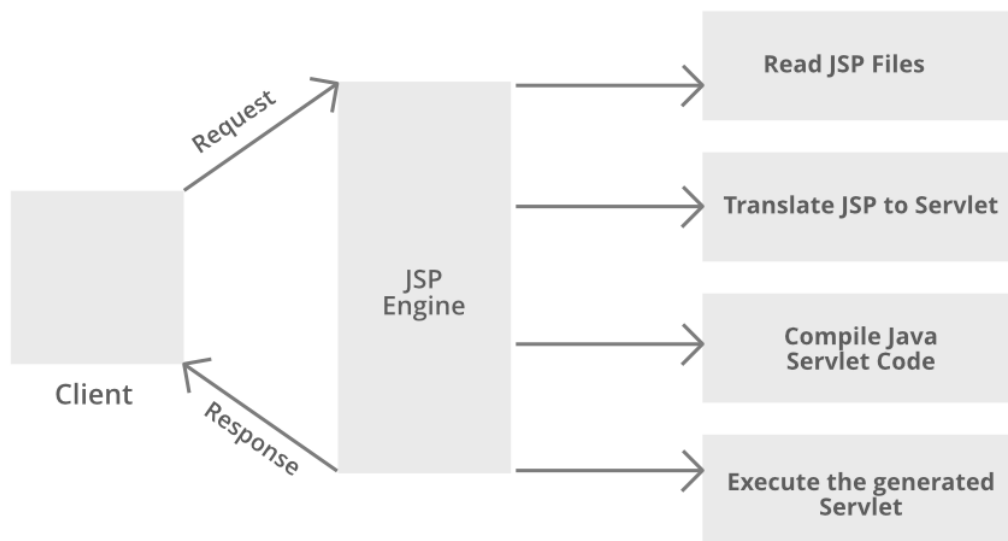 Request
Read JSP Files
Translate JSP to Servlet
JSP
Engine
Compile Java
Servlet Code
Client
Response
Execute the generated
Servlet